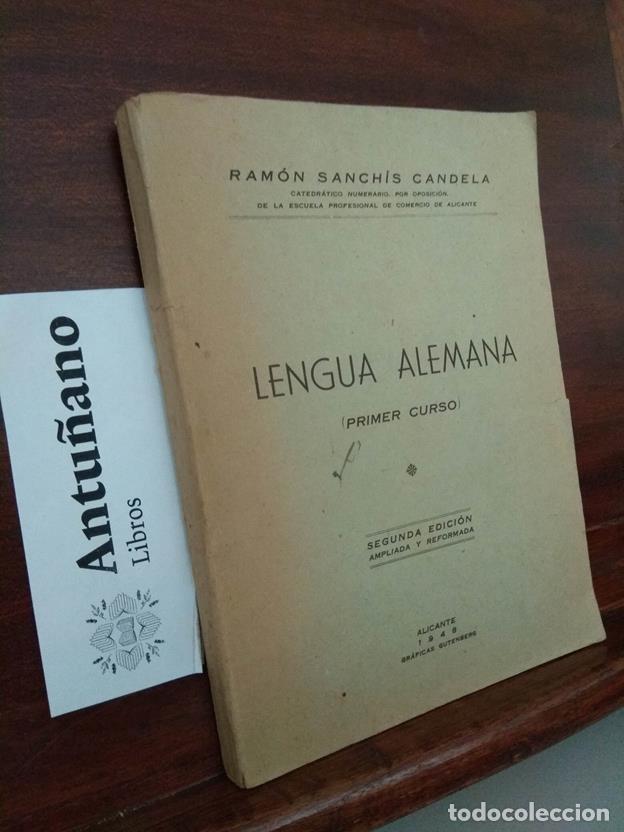 RAMÓN SANCHÍS CANDELA
CATEDRÁTICO NUMERARIO, POR OPOSICIÓN,
DE LA ESCUELA PROFESIONAL DE COMERCIO DE ALICANTE
LENGUA ALEMANA
(PRIMER CURSO)
SEGUNDA EDICIÓN
AMPLIADA Y REFORMADA
ALICANTE
1948
GRÁFICAS GUTENBERG
Antuñano
Libros
todocoleccion